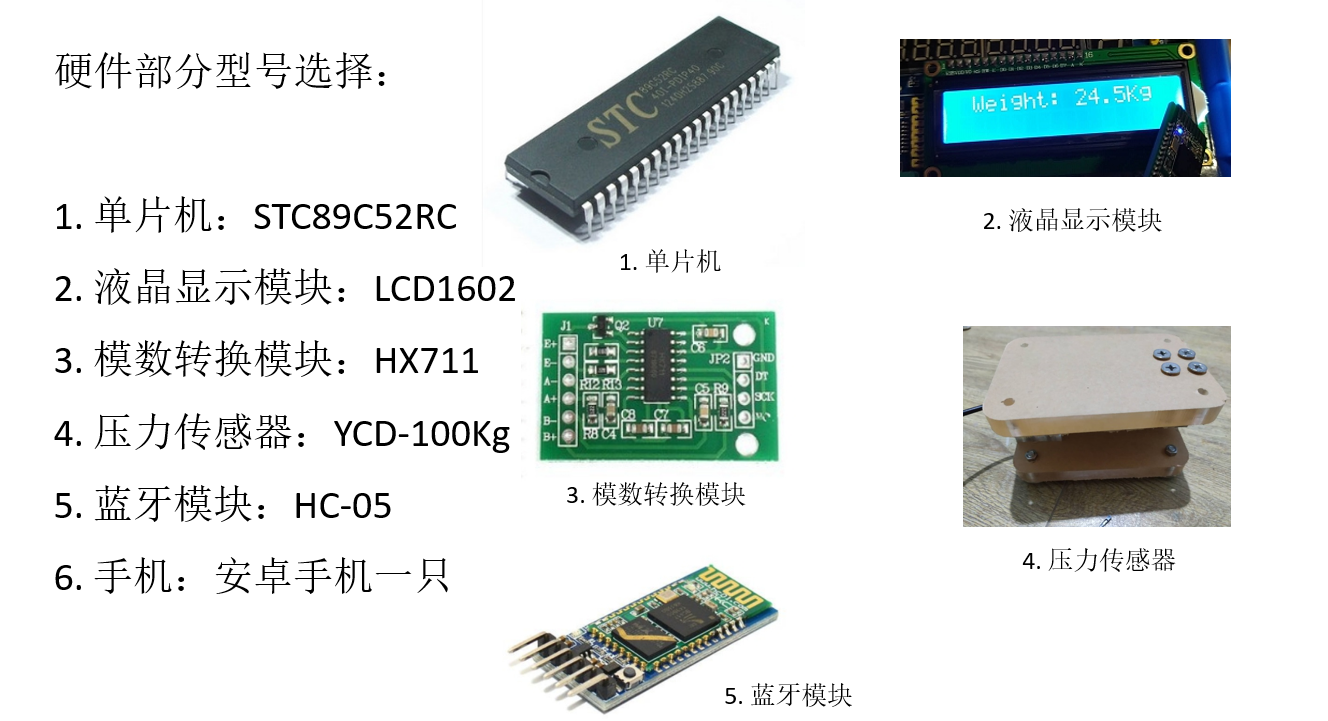 硬件部分型号选择：
1. 单片机：STC89C52RC
2. 液晶显示模块：LCD1602
3. 模数转换模块：HX711
4. 压力传感器：YCD-100Kg
5. 蓝牙模块：HC-05
6. 手机：安卓手机一只
STC
1. 单片机
Weight: 24.5Kg
2. 液晶显示模块
J1
Q2
U7
K
C6
JP2
GND
DT
SCK
E+
E-
A-
A+
B-
B+
R12 R13
R8 C4
C8
C7
C5 R9
3. 模数转换模块
4. 压力传感器
5. 蓝牙模块